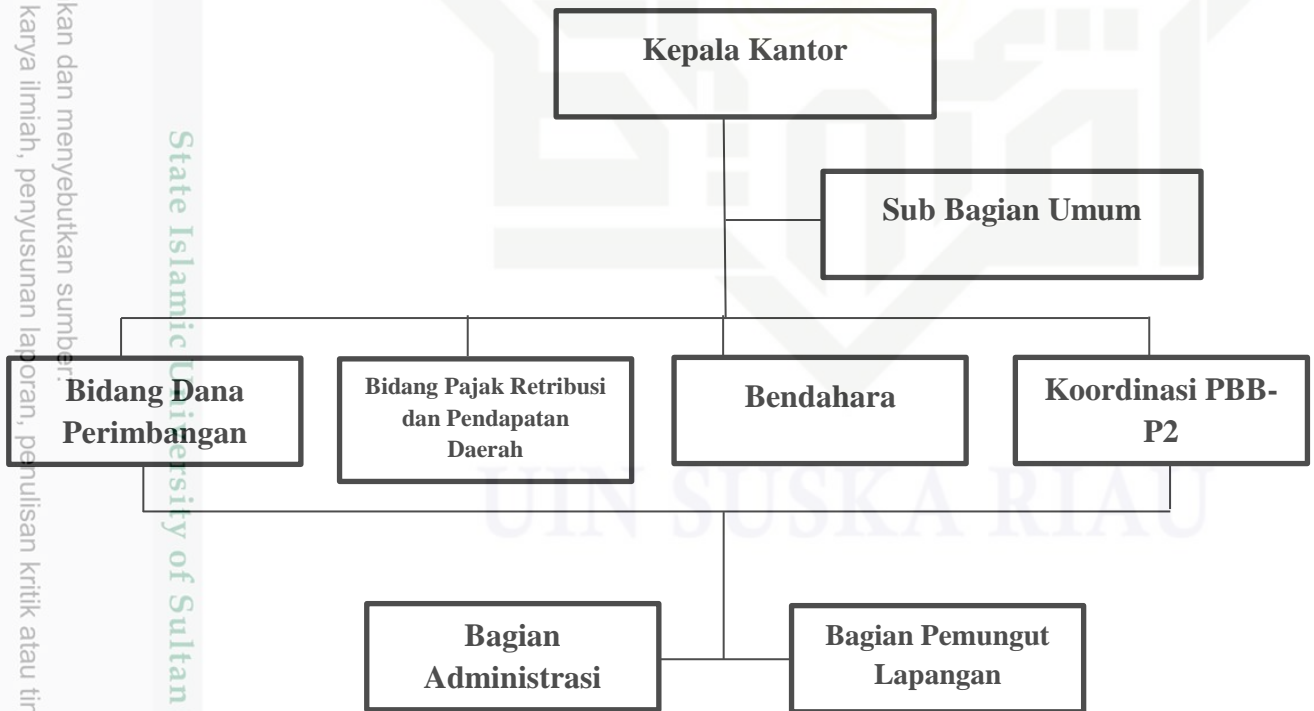 Kepala Kantor
Sub Bagian Umum
Bidang Dana
Perimbangan
Bidang Pajak Retribusi
dan Pendapatan
Daerah
Bendahara
Koordinasi PBB-
P2
Bagian
Administrasi
Bagian Pemungut
Lapangan
UIN SUSKA RIAU
State Islamic University of Sultan
kan dan menyebutkan sumber:
karya ilmiah, penyusunan laporan, penulisan kritik atau